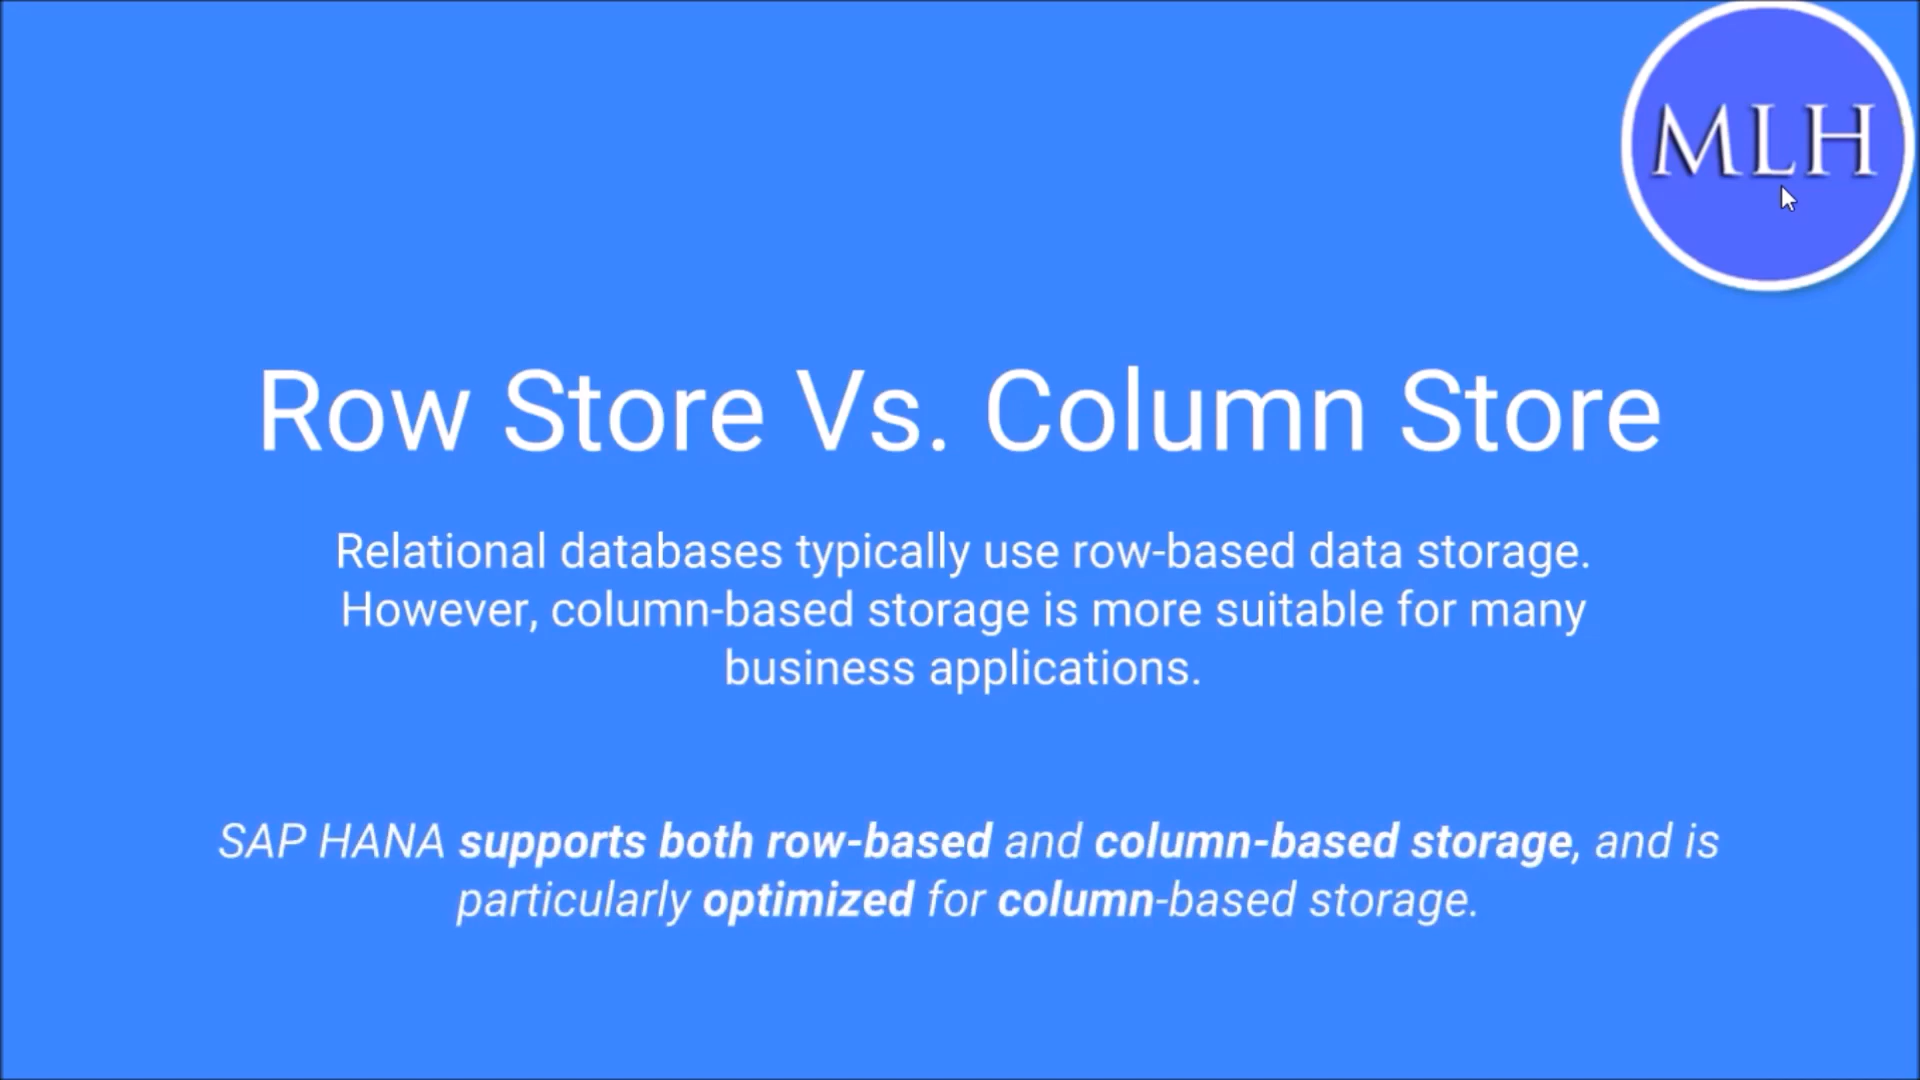 MLH
Row Store Vs. Column Store
Relational databases typically use row-based data storage.
However, column-based storage is more suitable for many
business applications.
SAP HANA supports both row-based and column-based storage, and is
particularly optimized for column-based storage.